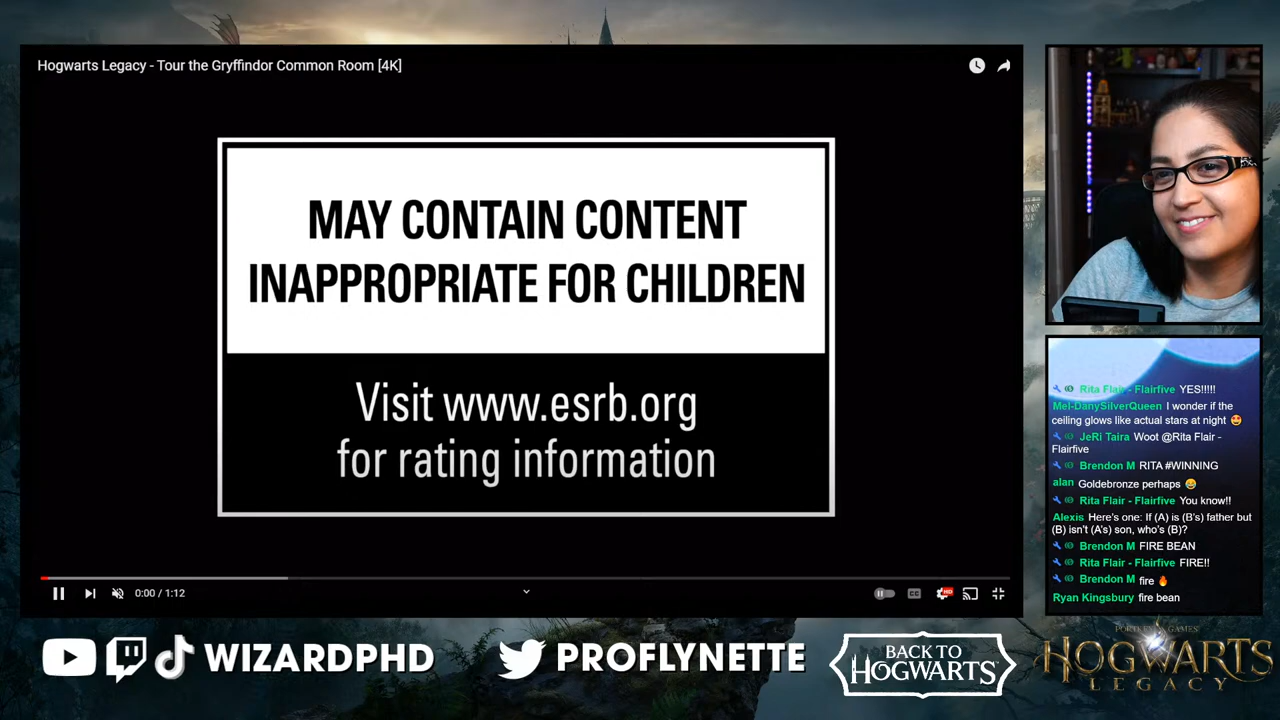 Hogwarts Legacy - Tour the Gryffindor Common Room [4K]
MAY CONTAIN CONTENT
INAPPROPRIATE FOR CHILDREN
Visit www.esrb.org
for rating information
0:00 / 1:12
CC
HD
Rita Flair - Flairfive YES!!!!!
Mel-DanySilverQueen I wonder if the
ceiling glows like actual stars at night 🤩
JeRi Taira Woot @Rita Flair -
Flairfive
Brendon M RITA #WINNING
alan Goldebronze perhaps 😂
Rita Flair - Flairfive You know!!
Alexis Here's one: If (A) is (B's) father but
(B) isn't (A's) son, who's (B)?
Brendon M FIRE BEAN
Rita Flair - Flairfive FIRE!!
Brendon M fire 🔥
Ryan Kingsbury fire bean
WIZARDPHD
PROFLYNETTE
BACK TO
HOGWARTS
PORTKEY GAMES
HOGWARTS
LEGACY